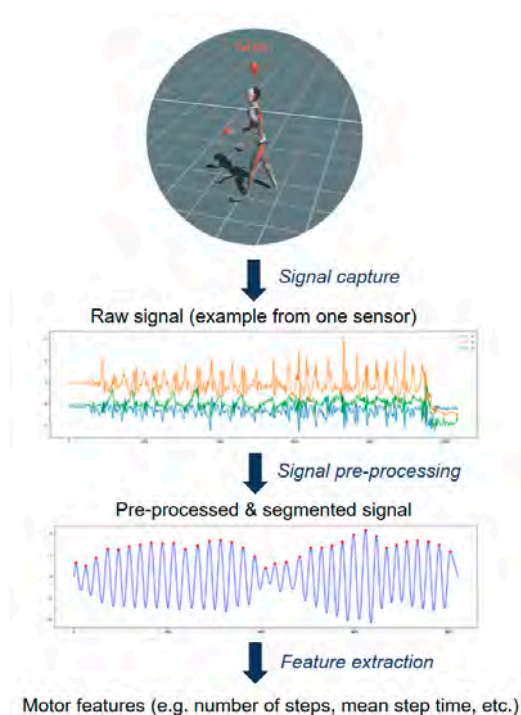 Signal capture
Raw signal (example from one sensor)
Signal pre-processing
Pre-processed & segmented signal
Feature extraction
Motor features (e.g. number of steps, mean step time, etc.)